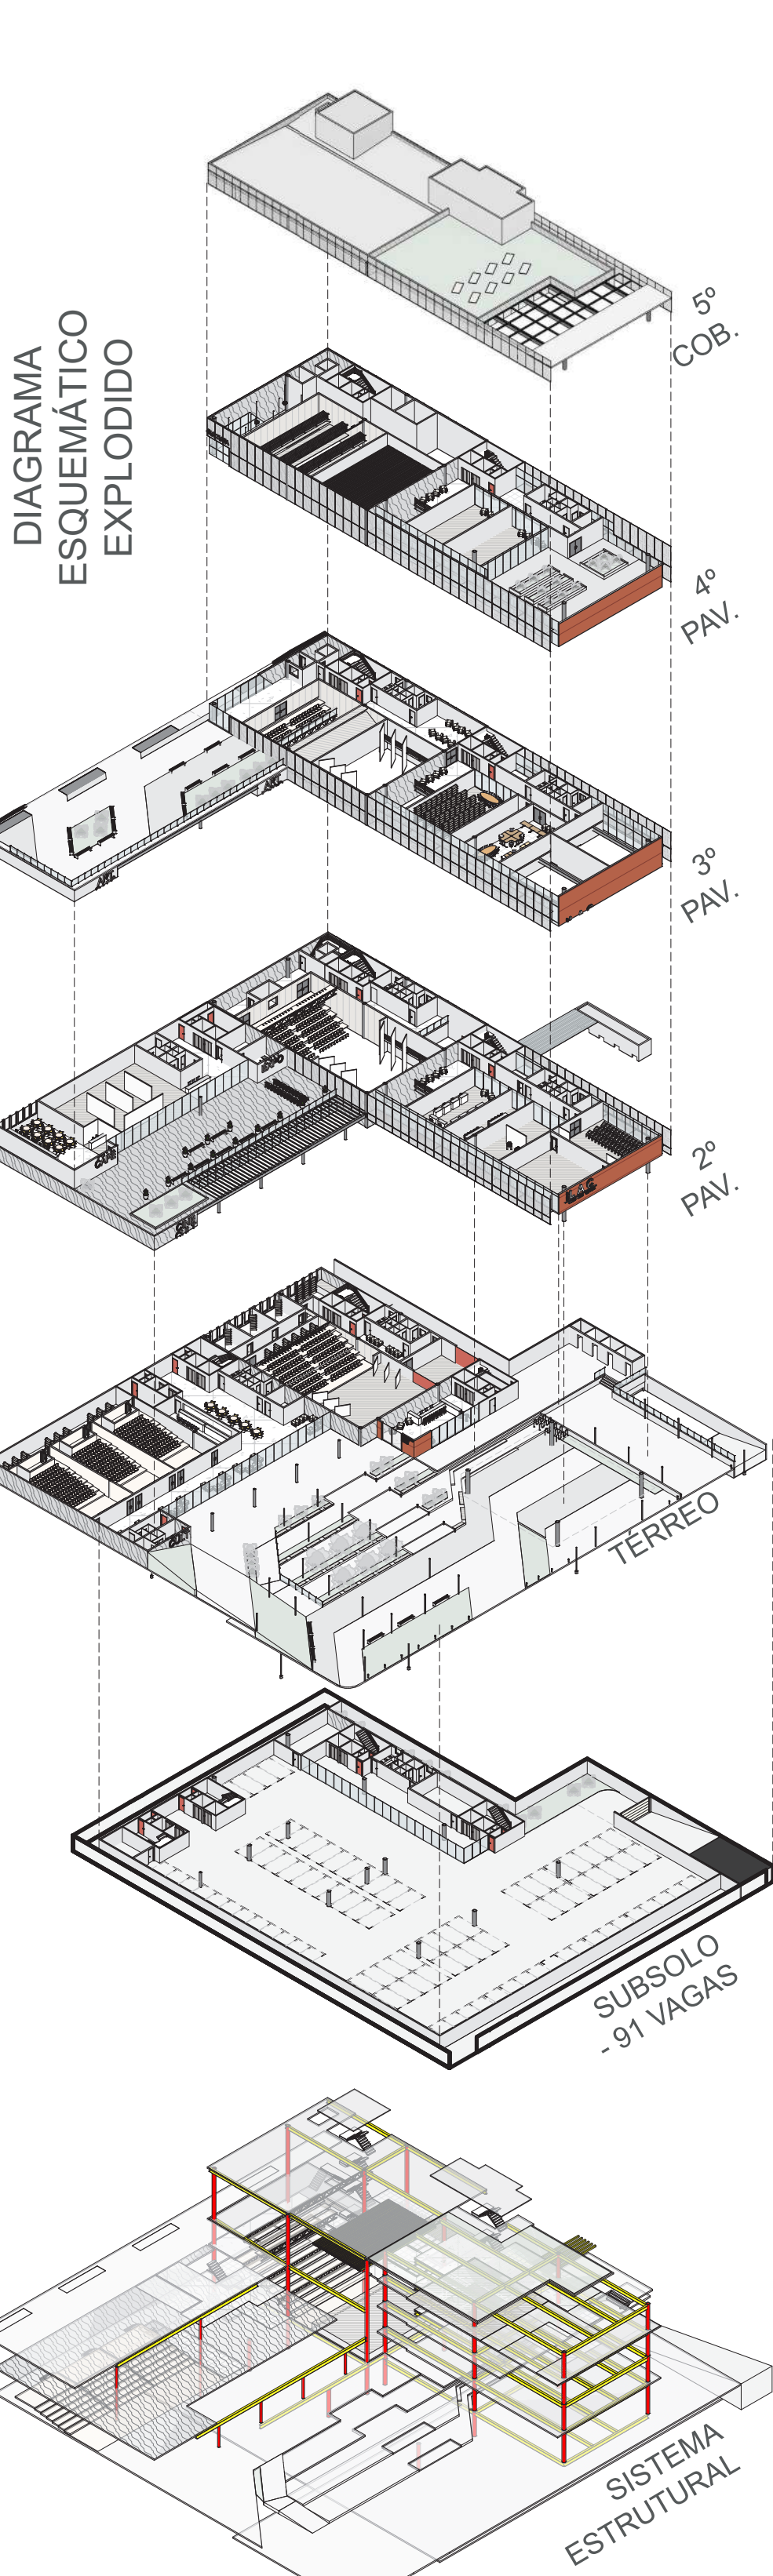 DIAGRAMA
ESQUEMÁTICO
EXPLODIDO
5º
COB.
4º
PAV.
3º
PAV.
2º
PAV.
TÉRREO
SUBSOLO
- 91 VAGAS
SISTEMA
ESTRUTURAL